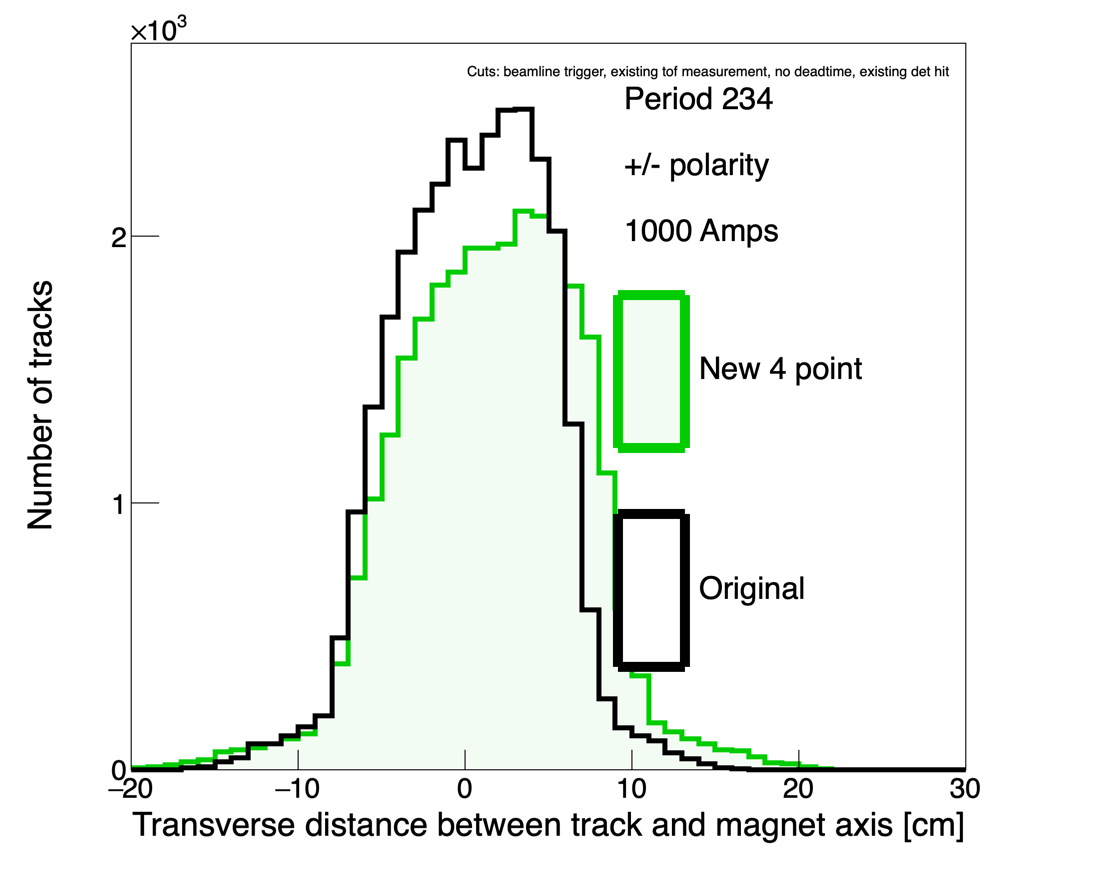 ×10³
Cuts: beamline trigger, existing tof measurement, no deadtime, existing det hit
Period 234
+/- polarity
1000 Amps
New 4 point
Original
Number of tracks
2
1
0
−20 −10 0 10 20 30
Transverse distance between track and magnet axis [cm]